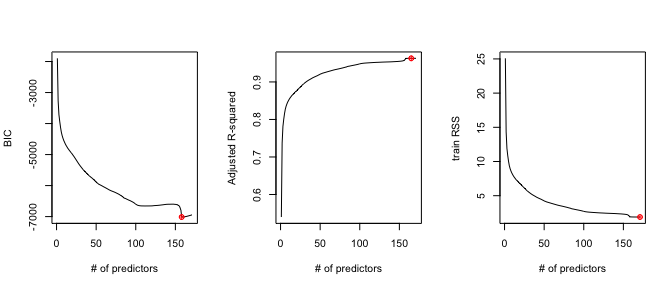 BIC
-3000
-5000
-7000
0 50 100 150
# of predictors
Adjusted R-squared
0.9
0.8
0.7
0.6
0 50 100 150
# of predictors
train RSS
25
20
15
10
5
0 50 100 150
# of predictors